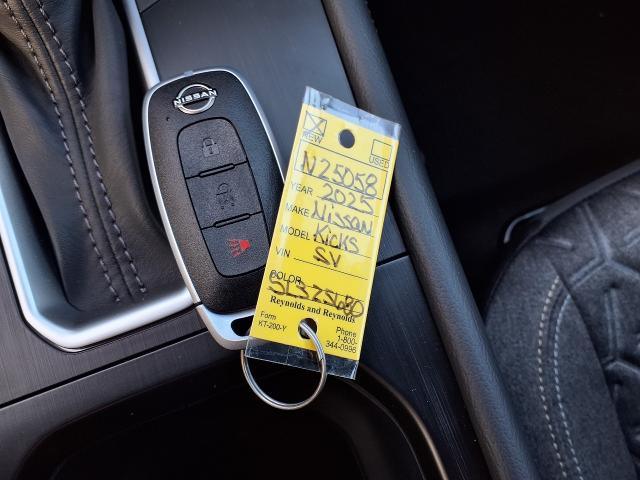 NISSAN
NEW USED
N25058
YEAR 2025
MAKE Nissan
MODEL Kicks
VIN SV
COLOR
Reynolds and Reynolds
Form
KT-200-Y
Phone
1-800-
344-0996